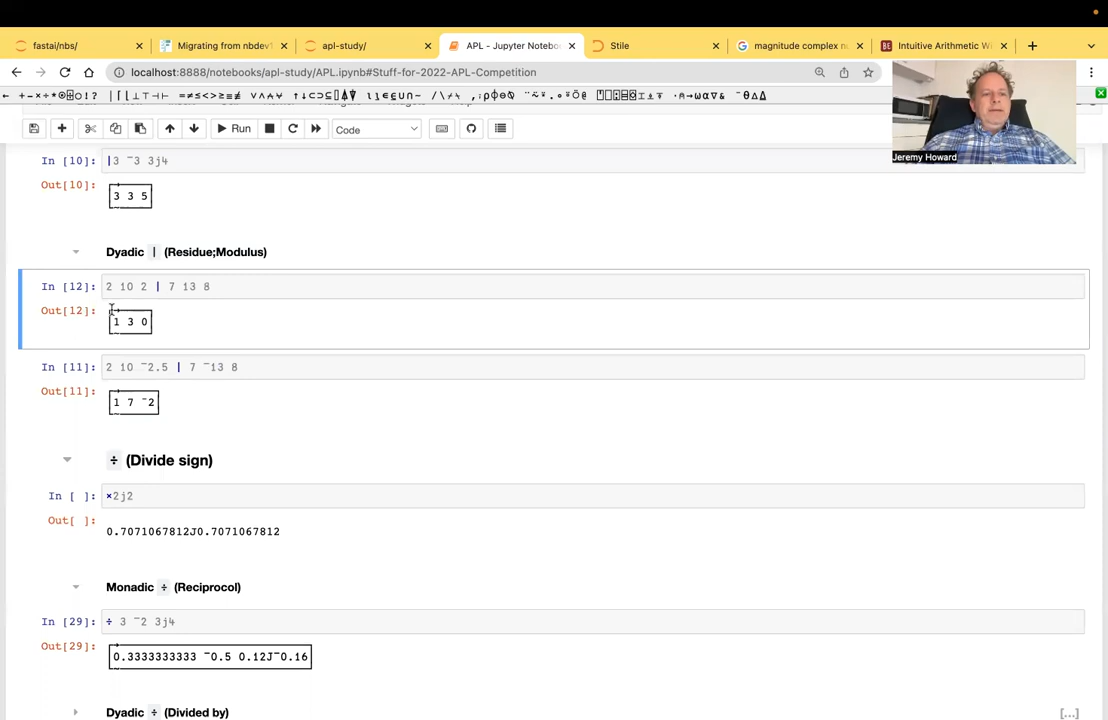 fastai/nbs/
Migrating from nbdev1
apl-study/
APL - Jupyter Notebo
Stile
magnitude complex nu
Intuitive Arithmetic W
localhost:8888/notebooks/apl-study/APL.ipynb#Stuff-for-2022-APL-Competition
Run
Code
Jeremy Howard
In [10]: |3 ¯3 3j4
Out[10]:
3 3 5
Dyadic | (Residue;Modulus)
In [12]: 2 10 2 | 7 13 8
Out[12]:
1 3 0
In [11]: 2 10 ¯2.5 | 7 ¯13 8
Out[11]:
1 7 ¯2
÷ (Divide sign)
In [ ]: ×2j2
Out[ ]:
0.7071067812J0.7071067812
Monadic ÷ (Reciprocol)
In [29]: ÷ 3 ¯2 3j4
Out[29]:
0.3333333333 ¯0.5 0.12J¯0.16
Dyadic ÷ (Divided by)
[...]